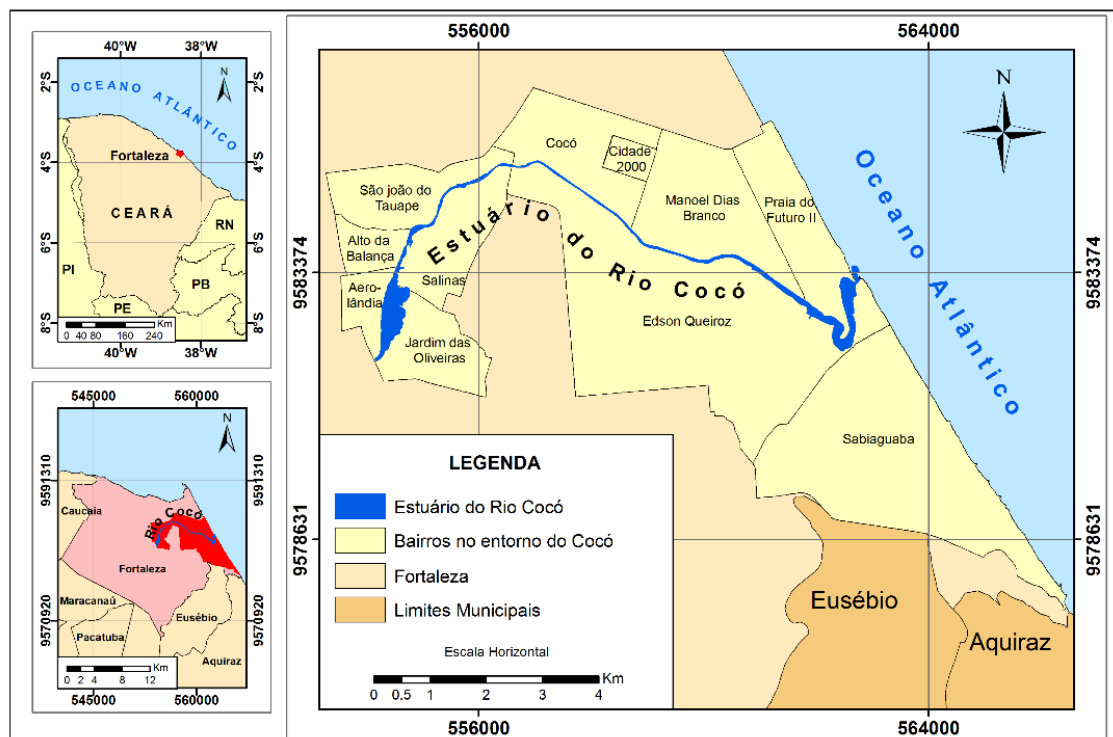 40°W 38°W
N
2°S 2°S
OCEANO ATLÂNTICO
Fortaleza
4°S 4°S
CEARÁ
RN
6°S 6°S
PI
PB
PE
8°S 8°S
Km
0 40 80 160 240
40°W 38°W
545000 560000
N
9591310 9591310
Caucaia
Rio Cocó
Fortaleza
Maracanaú
Eusébio
9570920 9570920
Pacatuba
Aquiraz
Km
0 2 4 8 12
545000 560000
556000 564000
N
Cocó
Cidade
2000
São joão do
Tauape
Manoel Dias
Branco
Praia do
Futuro II
Oceano Atlântico
Alto da
Balança
Estuário do Rio Cocó
Salinas
9583374 9583374
Aero-
lândia
Edson Queiroz
Jardim das
Oliveiras
Sabiaguaba
LEGENDA
Estuário do Rio Cocó
Bairros no entorno do Cocó
Fortaleza
Limites Municipais
9578631 9578631
Eusébio
Aquiraz
Escala Horizontal
Km
0 0.5 1 2 3 4
556000 564000